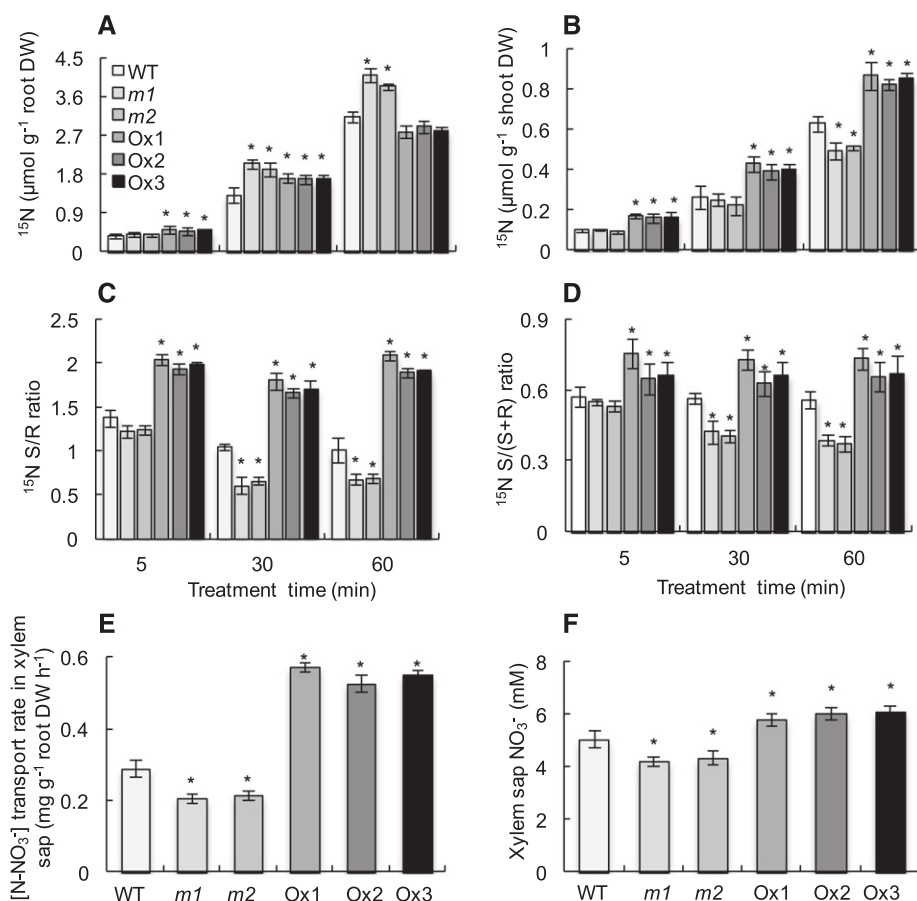 A
¹⁵N (µmol g⁻¹ root DW)
4.5
3.6
2.7
1.8
0.9
0
WT
m1
m2
Ox1
Ox2
Ox3
* *
* * * * *
* * *
B
¹⁵N (µmol g⁻¹ shoot DW)
1
0.8
0.6
0.4
0.2
0
* * *
* * *
* * * * *
C
¹⁵N S/R ratio
2.5
2
1.5
1
0.5
0
* * *
* * * * *
* * * * *
5 30 60
Treatment time (min)
D
¹⁵N S/(S+R) ratio
0.9
0.6
0.3
0
* * *
* * * * *
* * * * *
5 30 60
Treatment time (min)
E
[N-NO₃⁻] transport rate in xylem
sap (mg g⁻¹ root DW h⁻¹)
0.6
0.4
0.2
0
* * * * *
WT m1 m2 Ox1 Ox2 Ox3
F
Xylem sap NO₃⁻ (mM)
8
6
4
2
0
* * * * *
WT m1 m2 Ox1 Ox2 Ox3